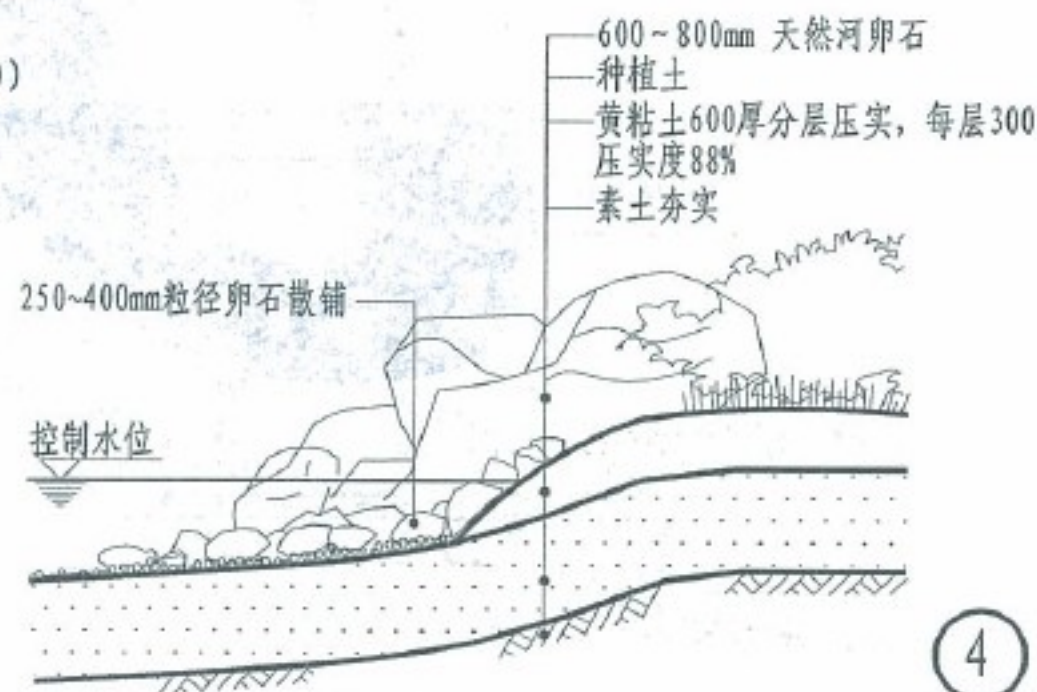 )
600~800mm 天然河卵石
种植土
黄粘土600厚分层压实，每层300
压实度88%
素土夯实
250~400mm粒径卵石散铺
控制水位
4